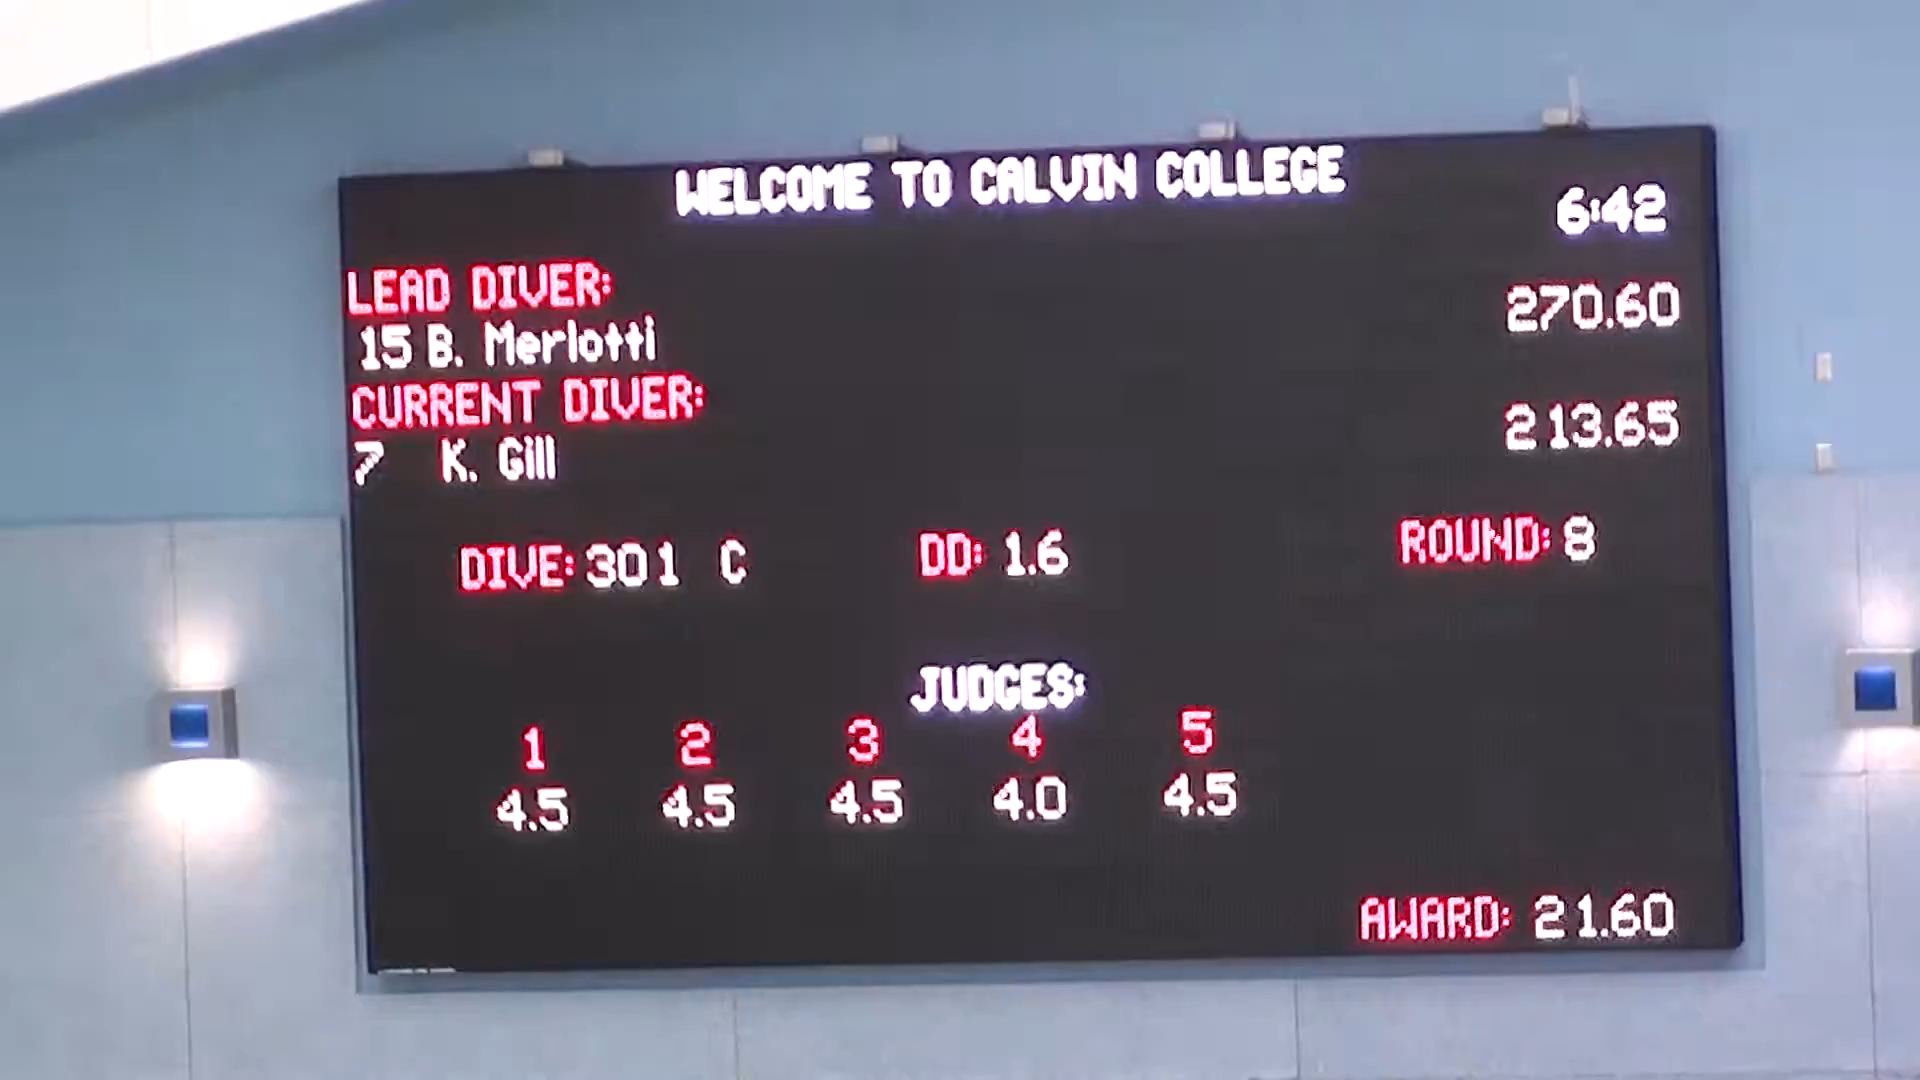 WELCOME TO CALVIN COLLEGE
6:42
LEAD DIVER:
270.60
15 B. Merlotti
CURRENT DIVER:
213.65
7 K. Gill
DIVE: 301 C DD: 1.6 ROUND: 8
JUDGES:
1 2 3 4 5
4.5 4.5 4.5 4.0 4.5
AWARD: 21.60